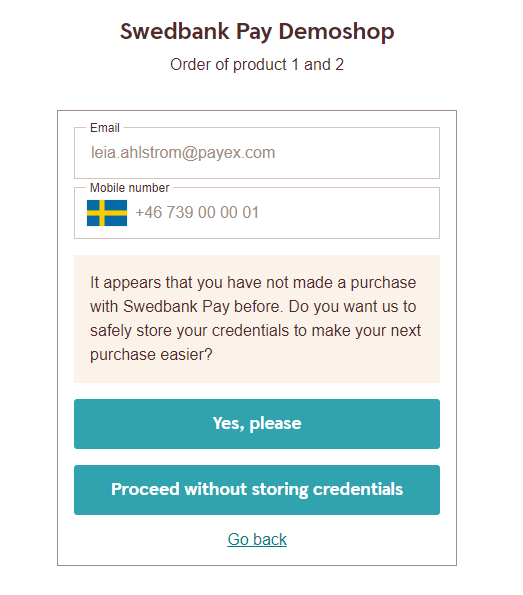 Swedbank Pay Demoshop
Order of product 1 and 2
Email
leia.ahlstrom@payex.com
Mobile number
+46 739 00 00 01
It appears that you have not made a purchase
with Swedbank Pay before. Do you want us to
safely store your credentials to make your next
purchase easier?
Yes, please
Proceed without storing credentials
Go back